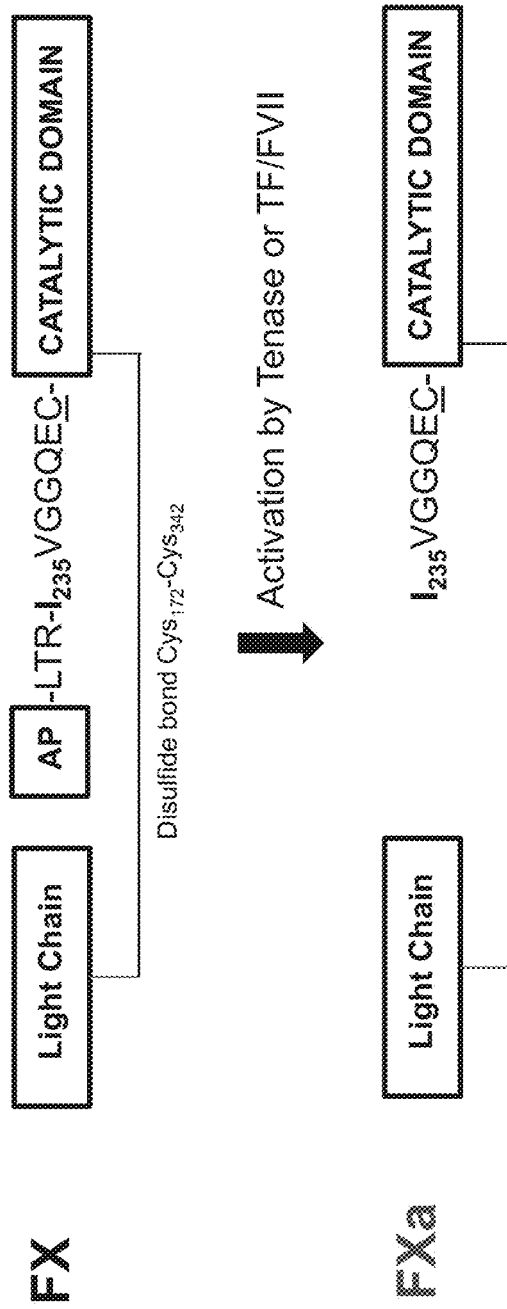 FX
Light Chain
AP
-LTR-I₂₃₅VGGQEC-
CATALYTIC DOMAIN
Disulfide bond Cys₁₇₂-Cys₃₄₂
Activation by Tenase or TF/FVII
FXa
Light Chain
I₂₃₅VGGQEC-
CATALYTIC DOMAIN